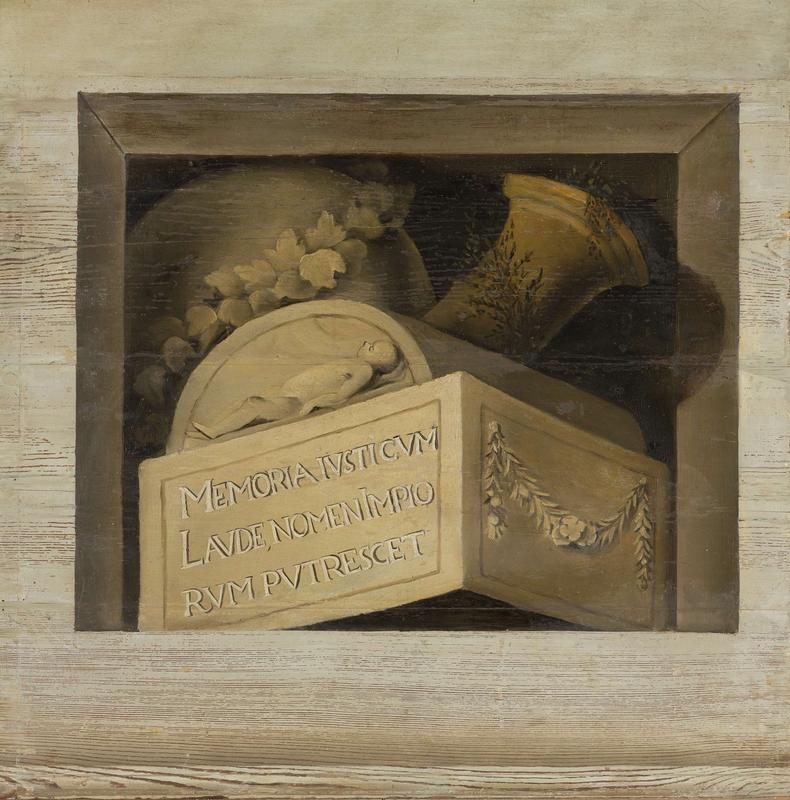 MEMORIA IVSTI CVM
LAVDE, NOMEN IMPIO
RVM PVTRESCET